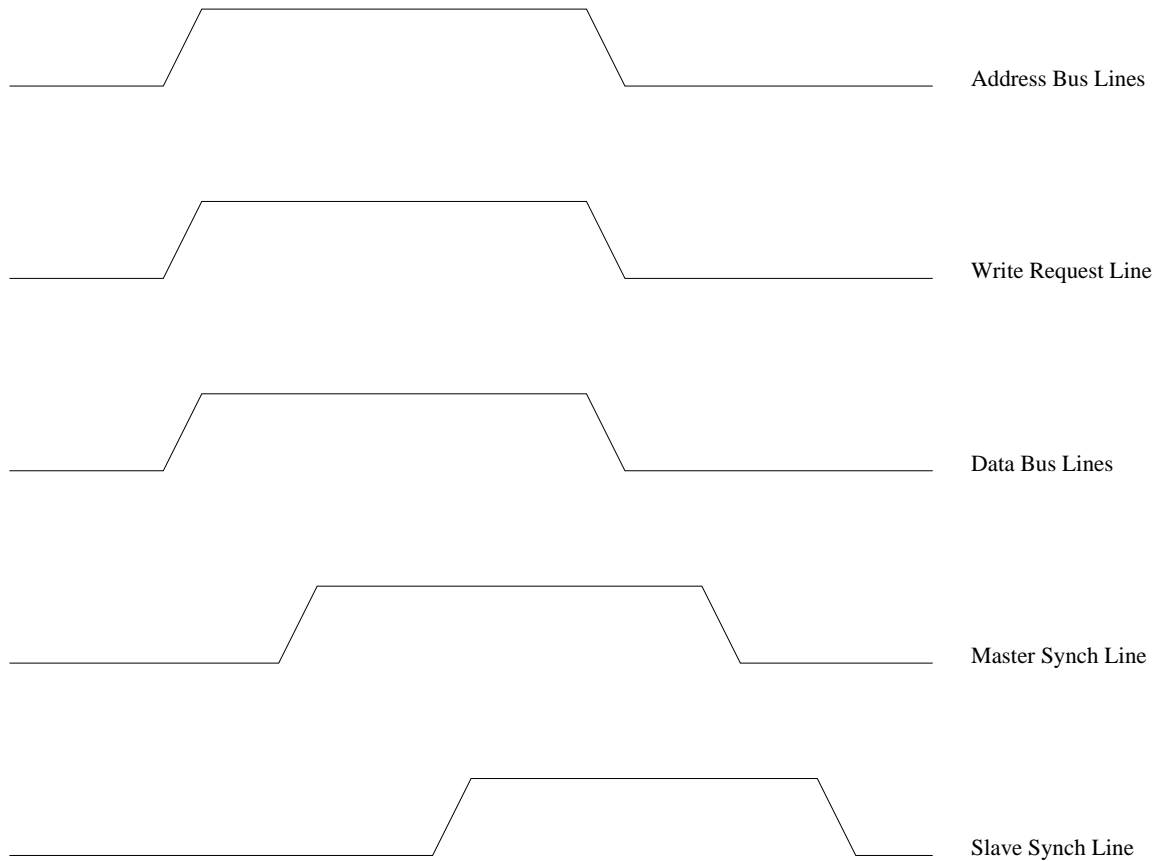 Address Bus Lines
Write Request Line
Data Bus Lines
Master Synch Line
Slave Synch Line